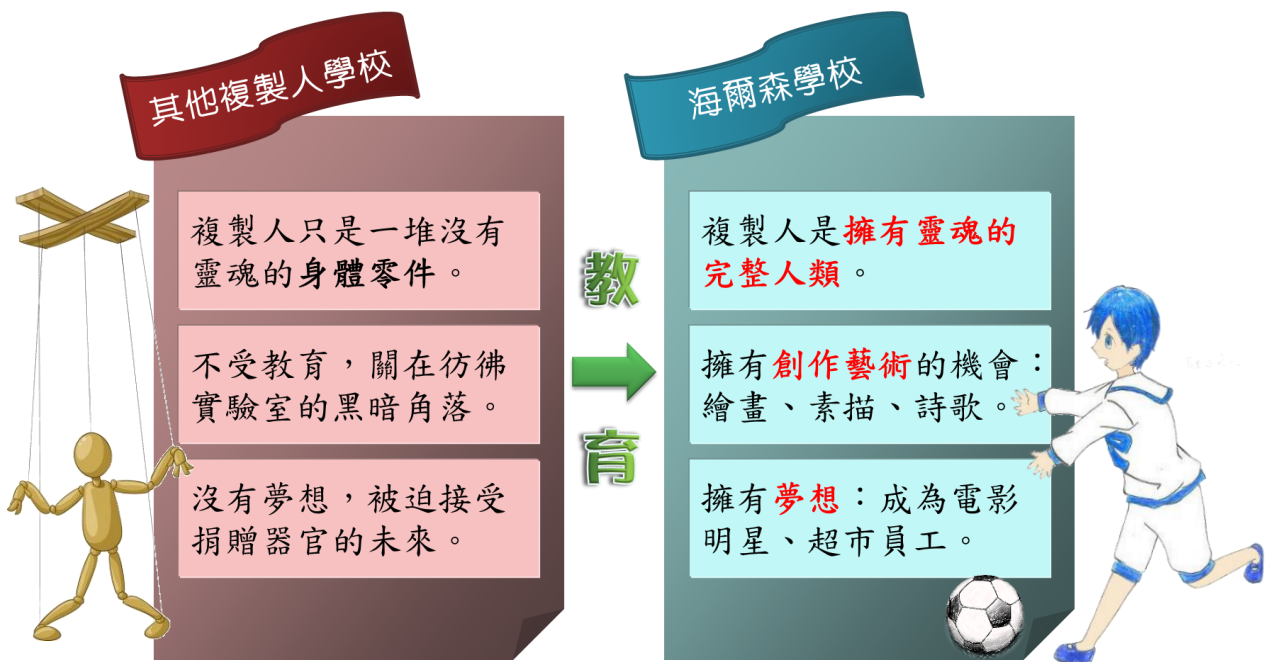 其他複製人學校
複製人只是一堆沒有
靈魂的身體零件。
不受教育，關在彷彿
實驗室的黑暗角落。
沒有夢想，被迫接受
捐贈器官的未來。
教
育
海爾森學校
複製人是擁有靈魂的
完整人類。
擁有創作藝術的機會：
繪畫、素描、詩歌。
擁有夢想：成為電影
明星、超市員工。